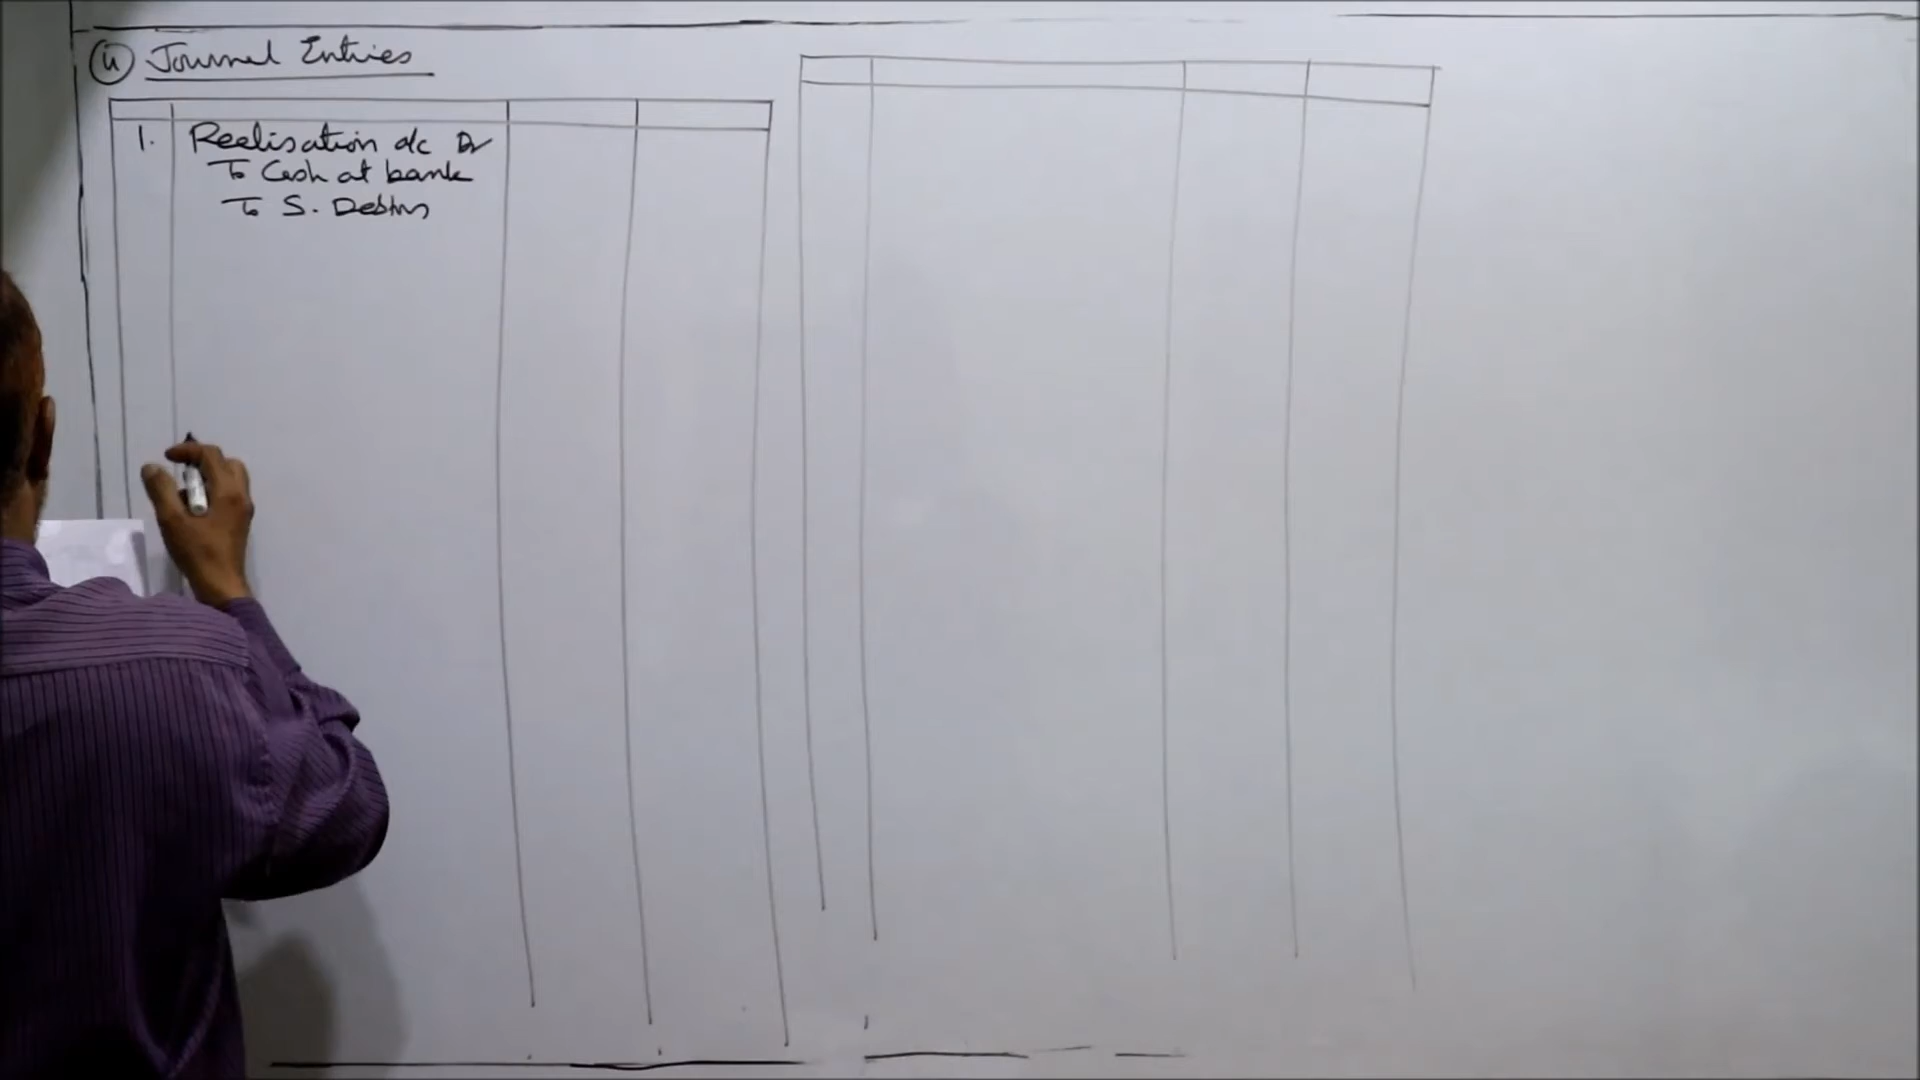 ii Journal Entries
1. Realisation a/c Dr
To Cash at bank
To S. Debtors